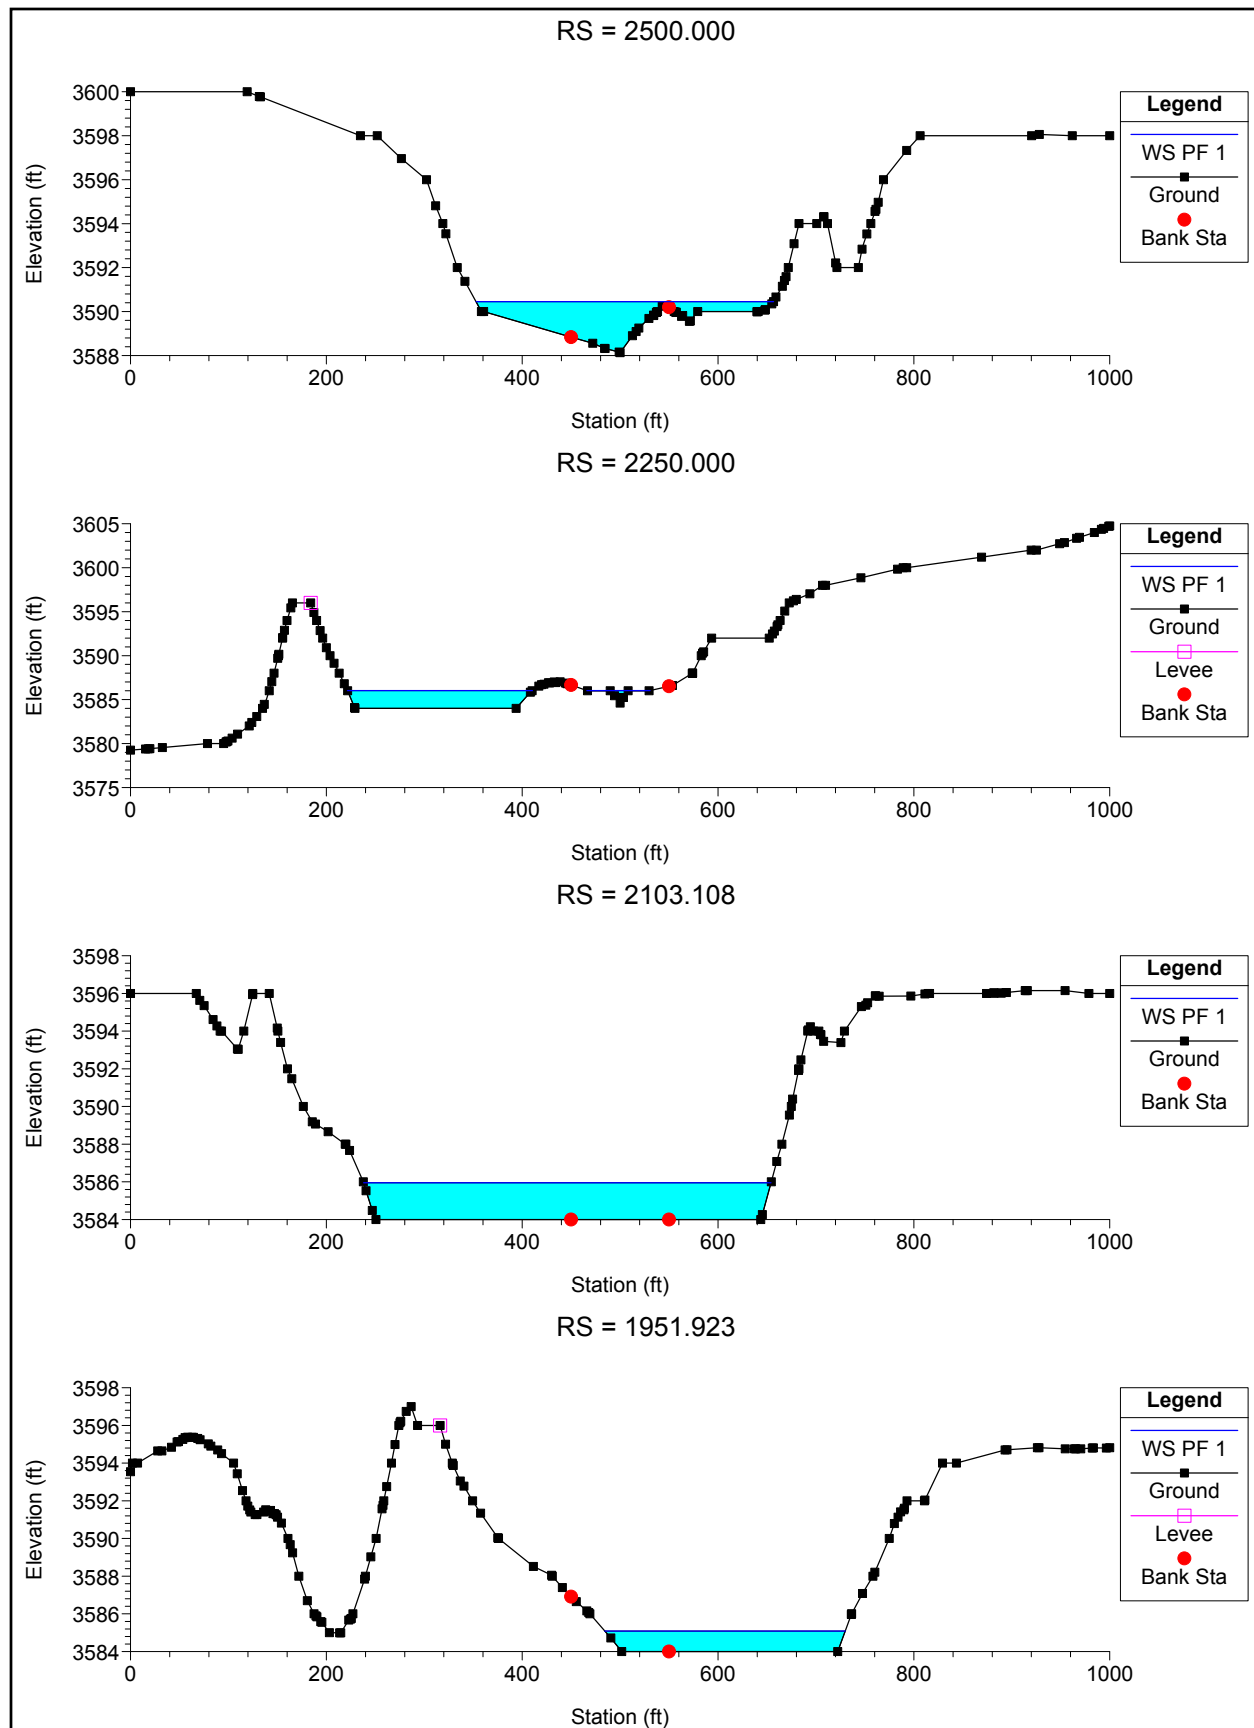 RS = 2500.000
3600
3598
3596
3594
3592
3590
3588
Elevation (ft)
0 200 400 600 800 1000
Station (ft)
Legend
WS PF 1
Ground
Bank Sta
RS = 2250.000
3605
3600
3595
3590
3585
3580
3575
Elevation (ft)
0 200 400 600 800 1000
Station (ft)
Legend
WS PF 1
Ground
Levee
Bank Sta
RS = 2103.108
3598
3596
3594
3592
3590
3588
3586
3584
Elevation (ft)
0 200 400 600 800 1000
Station (ft)
Legend
WS PF 1
Ground
Bank Sta
RS = 1951.923
3598
3596
3594
3592
3590
3588
3586
3584
Elevation (ft)
0 200 400 600 800 1000
Station (ft)
Legend
WS PF 1
Ground
Levee
Bank Sta